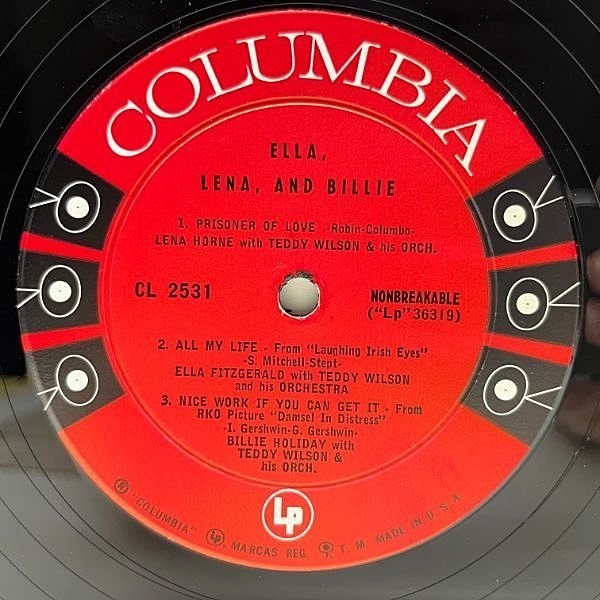 COLUMBIA
ELLA,
LENA, AND BILLIE
1. PRISONER OF LOVE -Robin-Columbo-
LENA HORNE with TEDDY WILSON & his ORCH.
CL 2531
NONBREAKABLE
("Lp" 36319)
2. ALL MY LIFE - From "Laughing Irish Eyes"
-S. Mitchell-Stept-
ELLA FITZGERALD with TEDDY WILSON
and his ORCHESTRA
3. NICE WORK IF YOU CAN GET IT - From
RKO Picture "Damsel In Distress"
-I. Gershwin-G. Gershwin-
BILLIE HOLIDAY with
TEDDY WILSON &
his ORCH.
Lp
® "COLUMBIA" Lp, MARCAS REG. T. M. MADE IN U.S.A